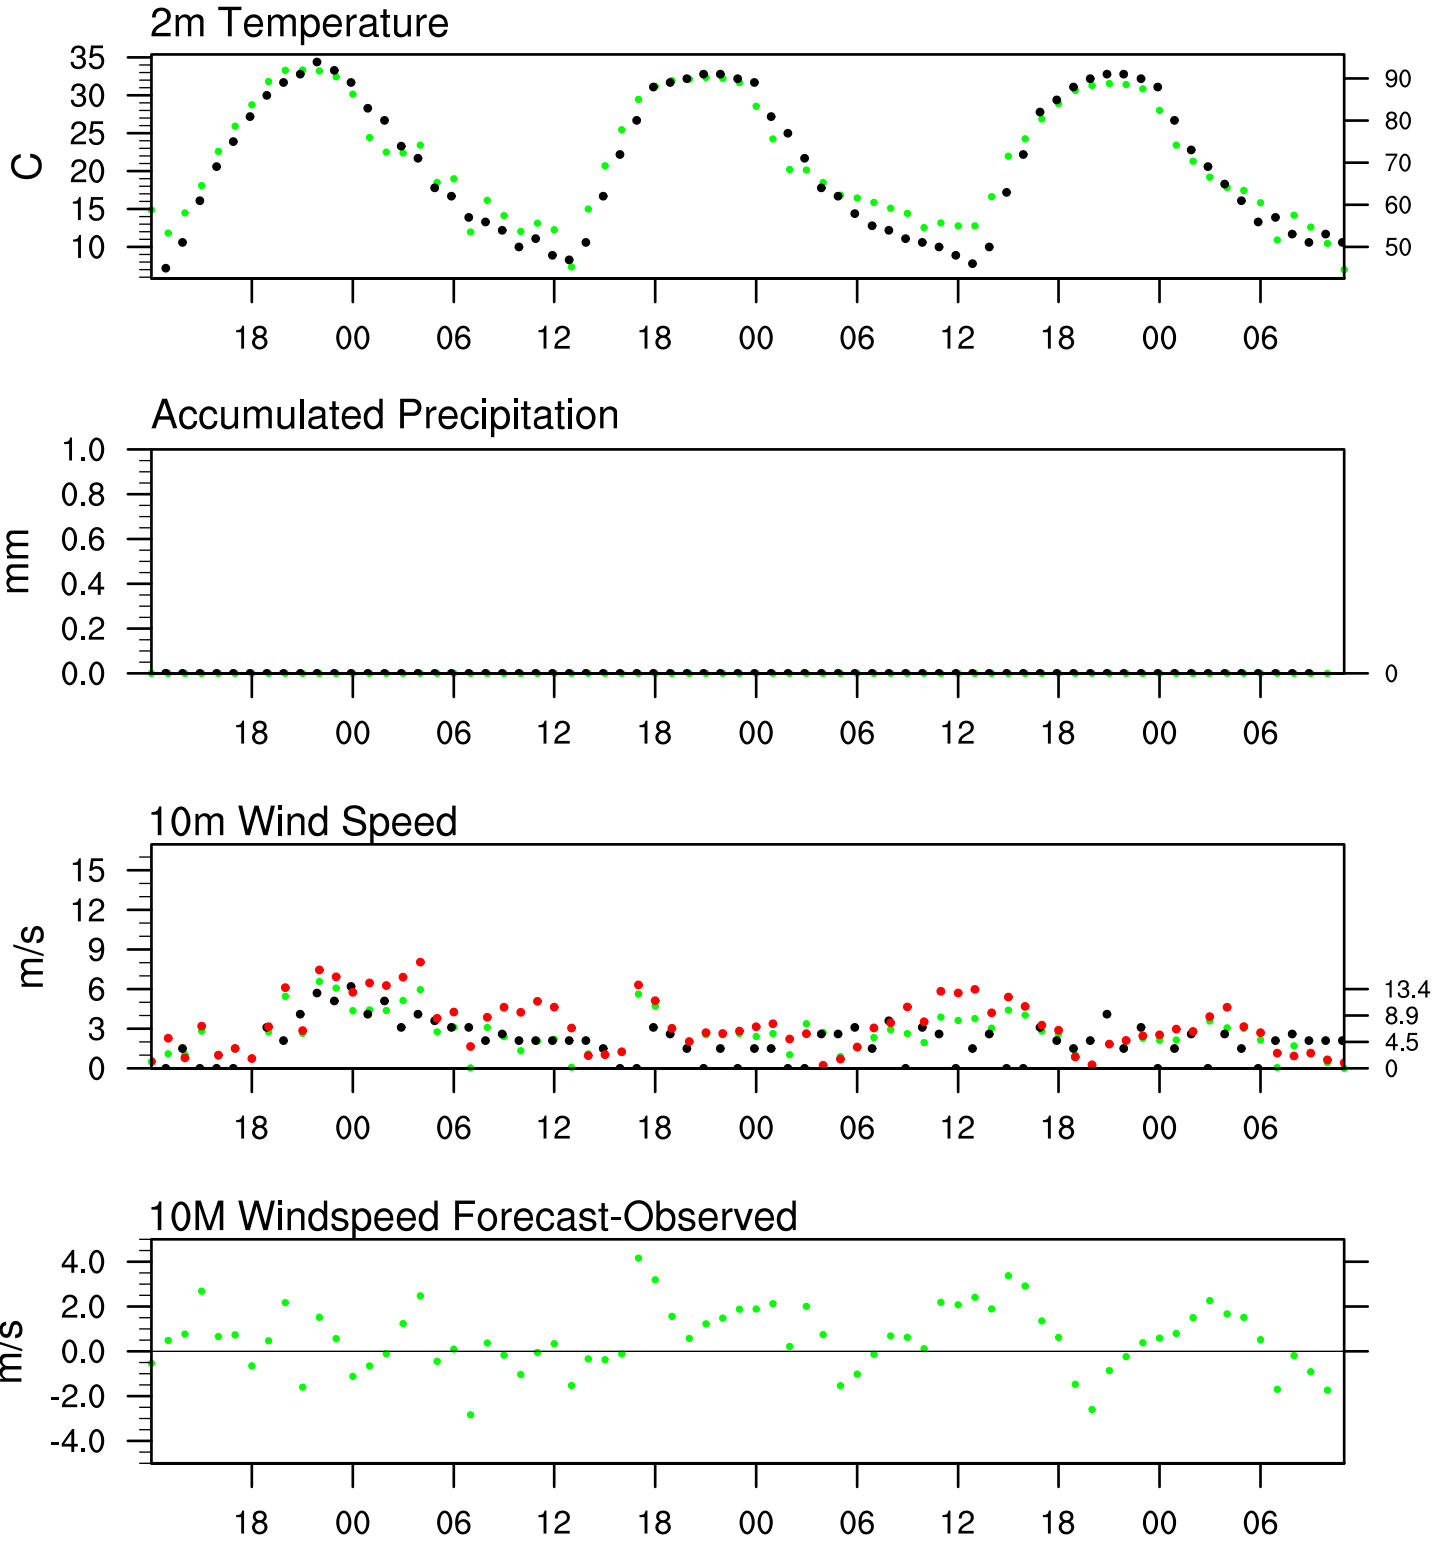 2m Temperature
35
30
25
20
15
10
C
90
80
70
60
50
18 00 06 12 18 00 06 12 18 00 06
Accumulated Precipitation
1.0
0.8
0.6
0.4
0.2
0.0
mm
0
18 00 06 12 18 00 06 12 18 00 06
10m Wind Speed
15
12
9
6
3
0
m/s
13.4
8.9
4.5
0
18 00 06 12 18 00 06 12 18 00 06
10M Windspeed Forecast-Observed
4.0
2.0
0.0
-2.0
-4.0
m/s
18 00 06 12 18 00 06 12 18 00 06